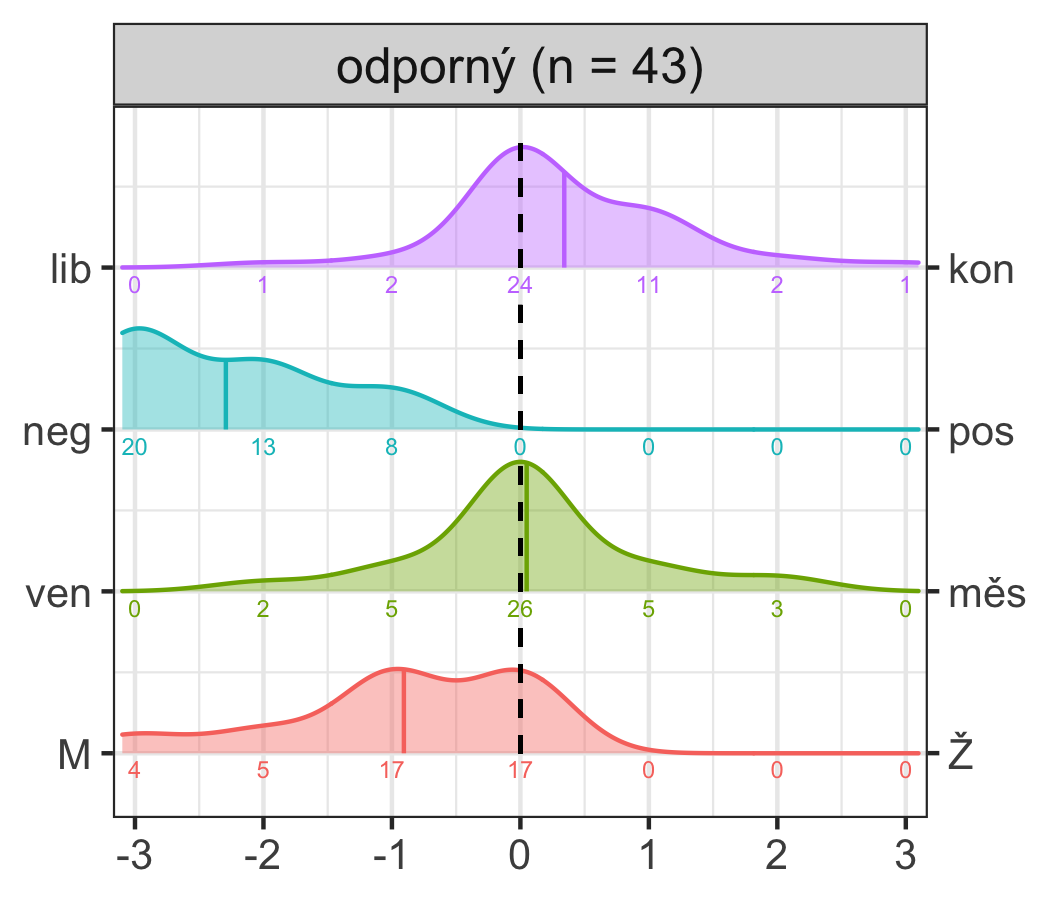 odporný (n = 43)
lib kon
0 1 2 24 11 2 1
neg pos
20 13 8 0 0 0 0
ven měs
0 2 5 26 5 3 0
M Ž
4 5 17 17 0 0 0
-3 -2 -1 0 1 2 3